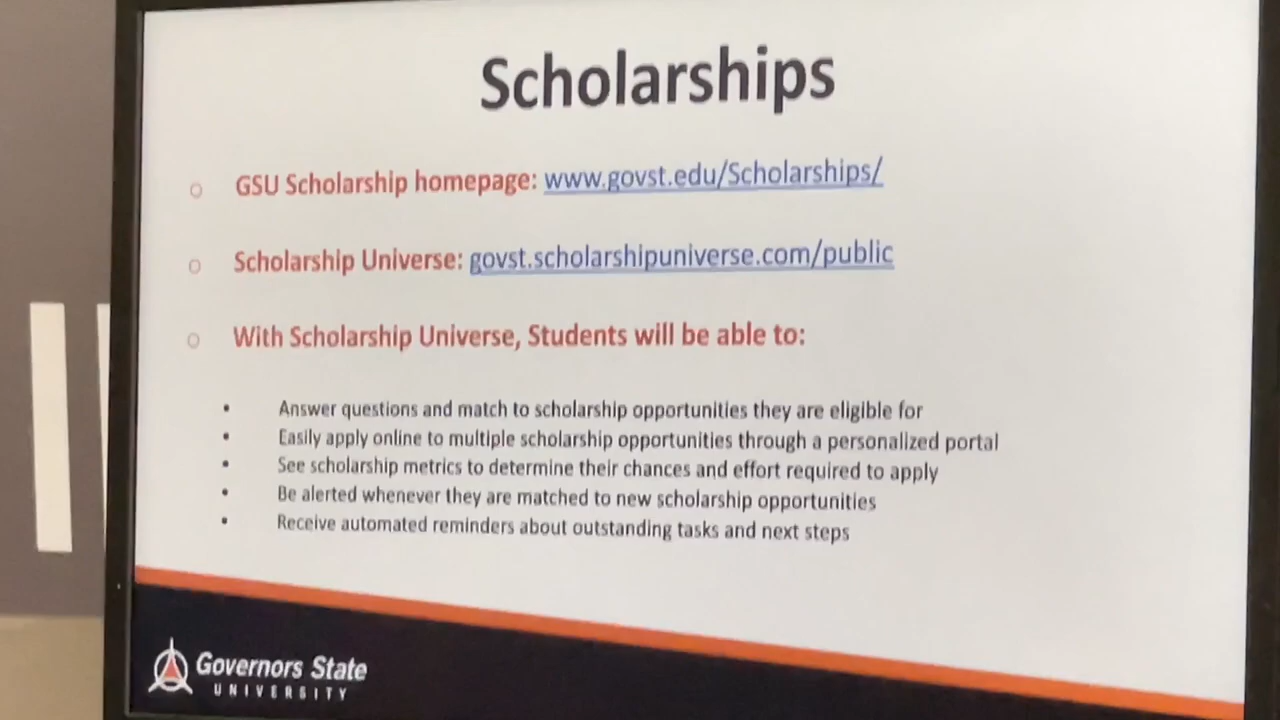 Scholarships
GSU Scholarship homepage: www.govst.edu/Scholarships/
Scholarship Universe: govst.scholarshipuniverse.com/public
With Scholarship Universe, Students will be able to:
Answer questions and match to scholarship opportunities they are eligible for
Easily apply online to multiple scholarship opportunities through a personalized portal
See scholarship metrics to determine their chances and effort required to apply
Be alerted whenever they are matched to new scholarship opportunities
Receive automated reminders about outstanding tasks and next steps
Governors State
UNIVERSITY